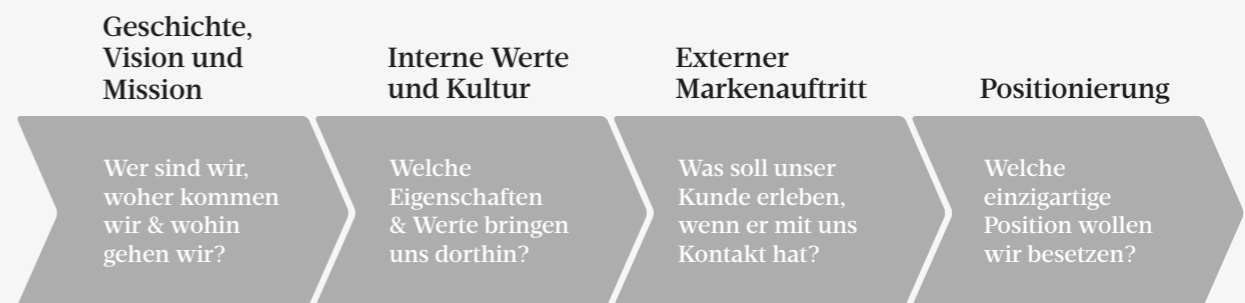 Geschichte,
Vision und
Mission
Interne Werte
und Kultur
Externer
Markenauftritt
Positionierung
Wer sind wir,
woher kommen
wir & wohin
gehen wir?
Welche
Eigenschaften
& Werte bringen
uns dorthin?
Was soll unser
Kunde erleben,
wenn er mit uns
Kontakt hat?
Welche
einzigartige
Position wollen
wir besetzen?